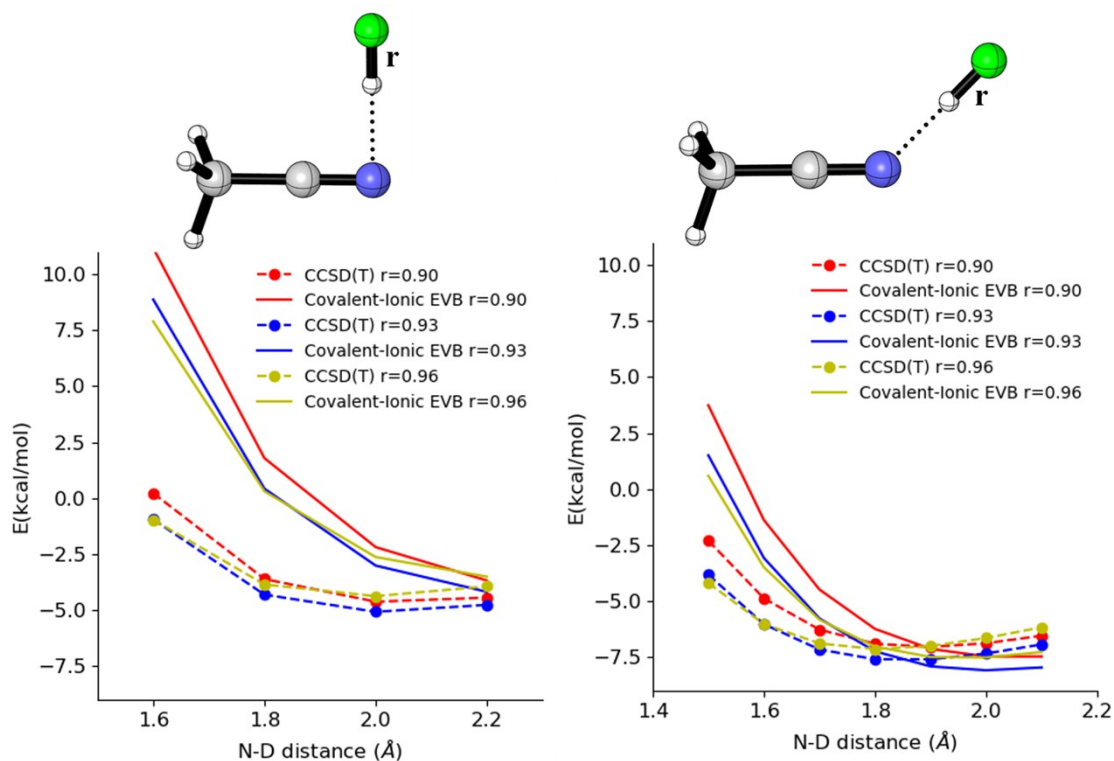 r
CCSD(T) r=0.90
Covalent-Ionic EVB r=0.90
CCSD(T) r=0.93
Covalent-Ionic EVB r=0.93
CCSD(T) r=0.96
Covalent-Ionic EVB r=0.96
10.0
7.5
5.0
2.5
0.0
−2.5
−5.0
−7.5
E(kcal/mol)
1.6 1.8 2.0 2.2
N-D distance (Å)
r
CCSD(T) r=0.90
Covalent-Ionic EVB r=0.90
CCSD(T) r=0.93
Covalent-Ionic EVB r=0.93
CCSD(T) r=0.96
Covalent-Ionic EVB r=0.96
10.0
7.5
5.0
2.5
0.0
−2.5
−5.0
−7.5
E(kcal/mol)
1.4 1.6 1.8 2.0 2.2
N-D distance (Å)